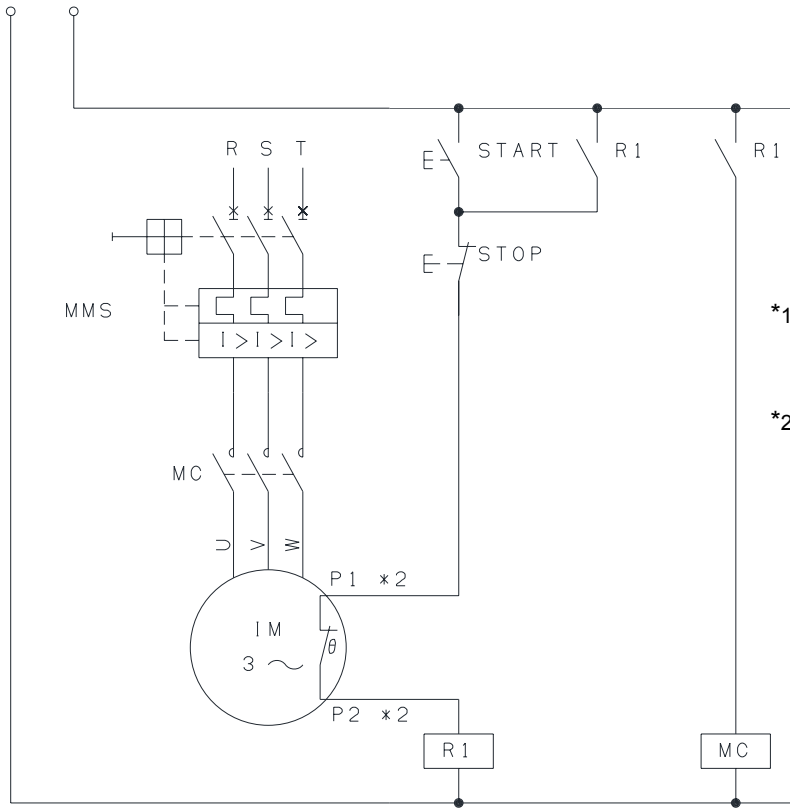 R S T
START
R1
R1
STOP
MMS
I > I > I >
*1
*2
MC
U
V
W
P1 *2
IM
3 ~
θ
P2 *2
R1
MC